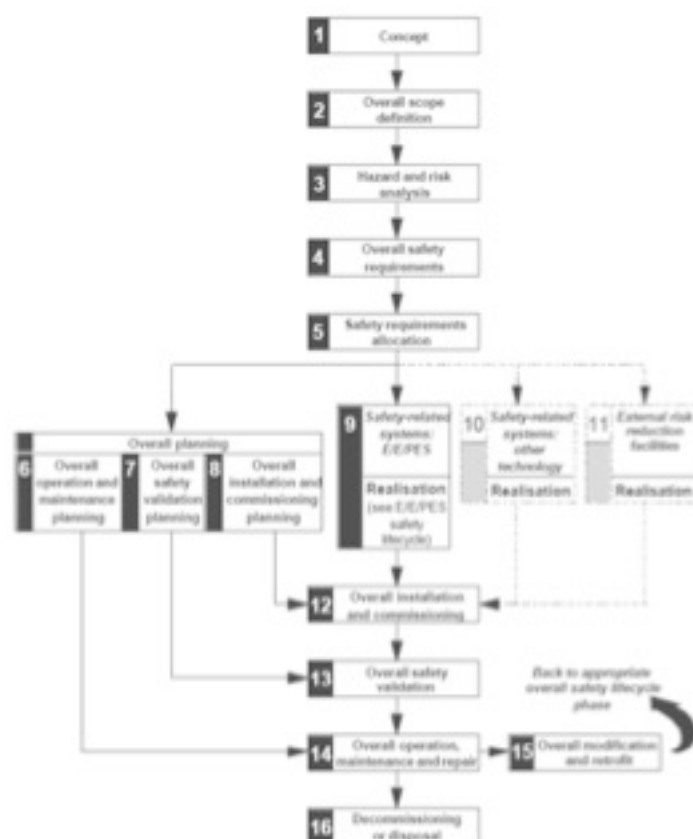 1
Concept
2
Overall scope
definition
3
Hazard and risk
analysis
4
Overall safety
requirements
5
Safety requirements
allocation
Overall planning
6
Overall
operation and
maintenance
planning
7
Overall
safety
validation
planning
8
Overall
installation and
commissioning
planning
9
Safety-related
systems:
E/E/PES
Realisation
(see E/E/PES
safety
lifecycle)
10
Safety-related
systems:
other
technology
Realisation
11
External risk
reduction
facilities
Realisation
12
Overall installation
and commissioning
13
Overall safety
validation
Back to appropriate
overall safety lifecycle
phase
14
Overall operation,
maintenance and repair
15
Overall modification
and retrofit
16
Decommissioning
or disposal